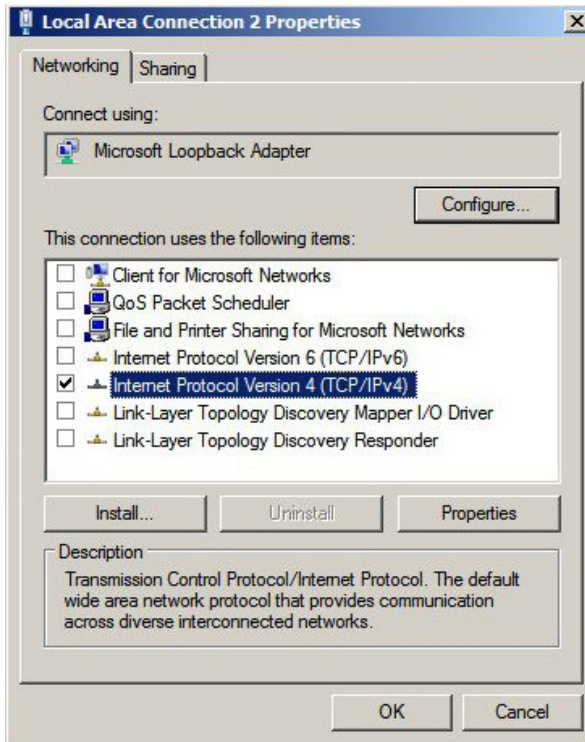 Local Area Connection 2 Properties
Networking
Sharing
Connect using:
Microsoft Loopback Adapter
Configure...
This connection uses the following items:
Client for Microsoft Networks
QoS Packet Scheduler
File and Printer Sharing for Microsoft Networks
Internet Protocol Version 6 (TCP/IPv6)
Internet Protocol Version 4 (TCP/IPv4)
Link-Layer Topology Discovery Mapper I/O Driver
Link-Layer Topology Discovery Responder
Install...
Uninstall
Properties
Description
Transmission Control Protocol/Internet Protocol. The default
wide area network protocol that provides communication
across diverse interconnected networks.
OK
Cancel